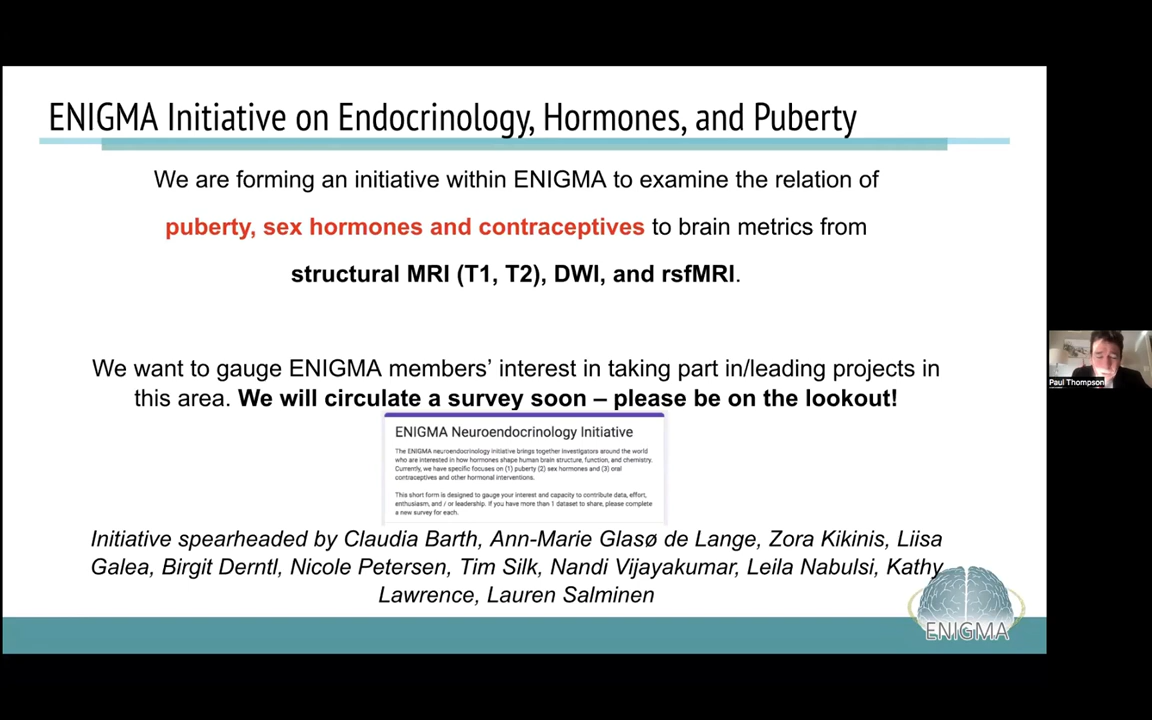 ENIGMA Initiative on Endocrinology, Hormones, and Puberty
We are forming an initiative within ENIGMA to examine the relation of
puberty, sex hormones and contraceptives to brain metrics from
structural MRI (T1, T2), DWI, and rsfMRI.
We want to gauge ENIGMA members' interest in taking part in/leading projects in
this area. We will circulate a survey soon – please be on the lookout!
ENIGMA Neuroendocrinology Initiative
The ENIGMA neuroendocrinology initiative brings together investigators around the world
who are interested in how hormones shape human brain structure, function, and chemistry.
Currently, we have specific focuses on (1) puberty (2) sex hormones and (3) oral
contraceptives and other hormonal interventions.
This short form is designed to gauge your interest and capacity to contribute data, effort,
enthusiasm, and / or leadership. If you have more than 1 dataset to share, please complete
a new survey for each.
Initiative spearheaded by Claudia Barth, Ann-Marie Glasø de Lange, Zora Kikinis, Liisa
Galea, Birgit Derntl, Nicole Petersen, Tim Silk, Nandi Vijayakumar, Leila Nabulsi, Kathy
Lawrence, Lauren Salminen
ENIGMA
Paul Thompson